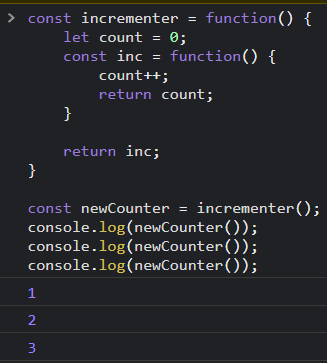 const incrementer = function() {
    let count = 0;
    const inc = function() {
        count++;
        return count;
    }

    return inc;
}

const newCounter = incrementer();
console.log(newCounter());
console.log(newCounter());
console.log(newCounter());
1
2
3